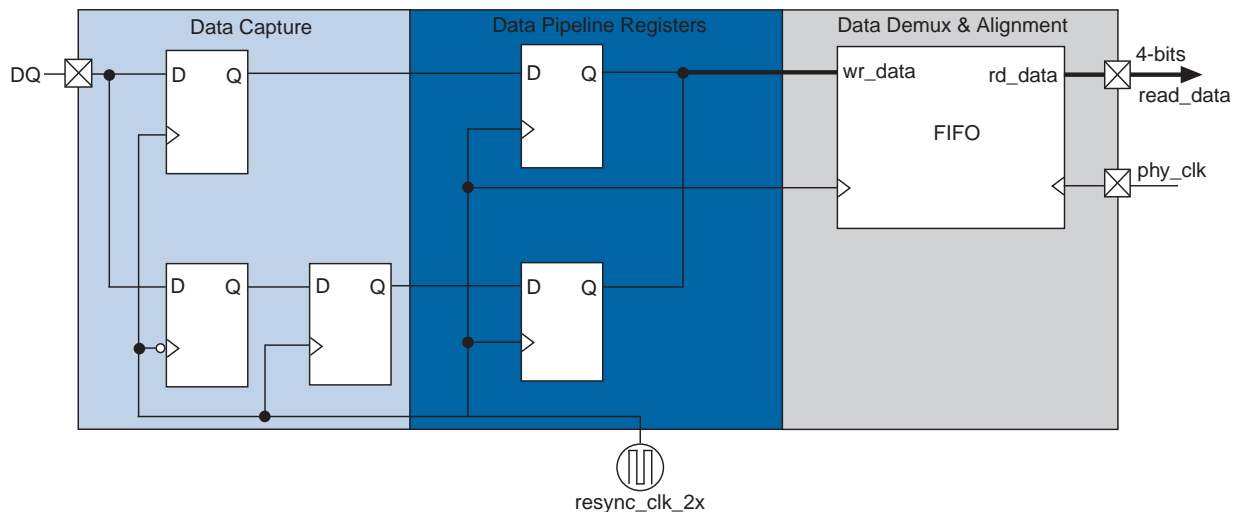 Data Capture
Data Pipeline Registers
Data Demux & Alignment
DQ
D Q
D Q
wr_data
rd_data
4-bits
read_data
FIFO
phy_clk
D Q
D Q
D Q
resync_clk_2x